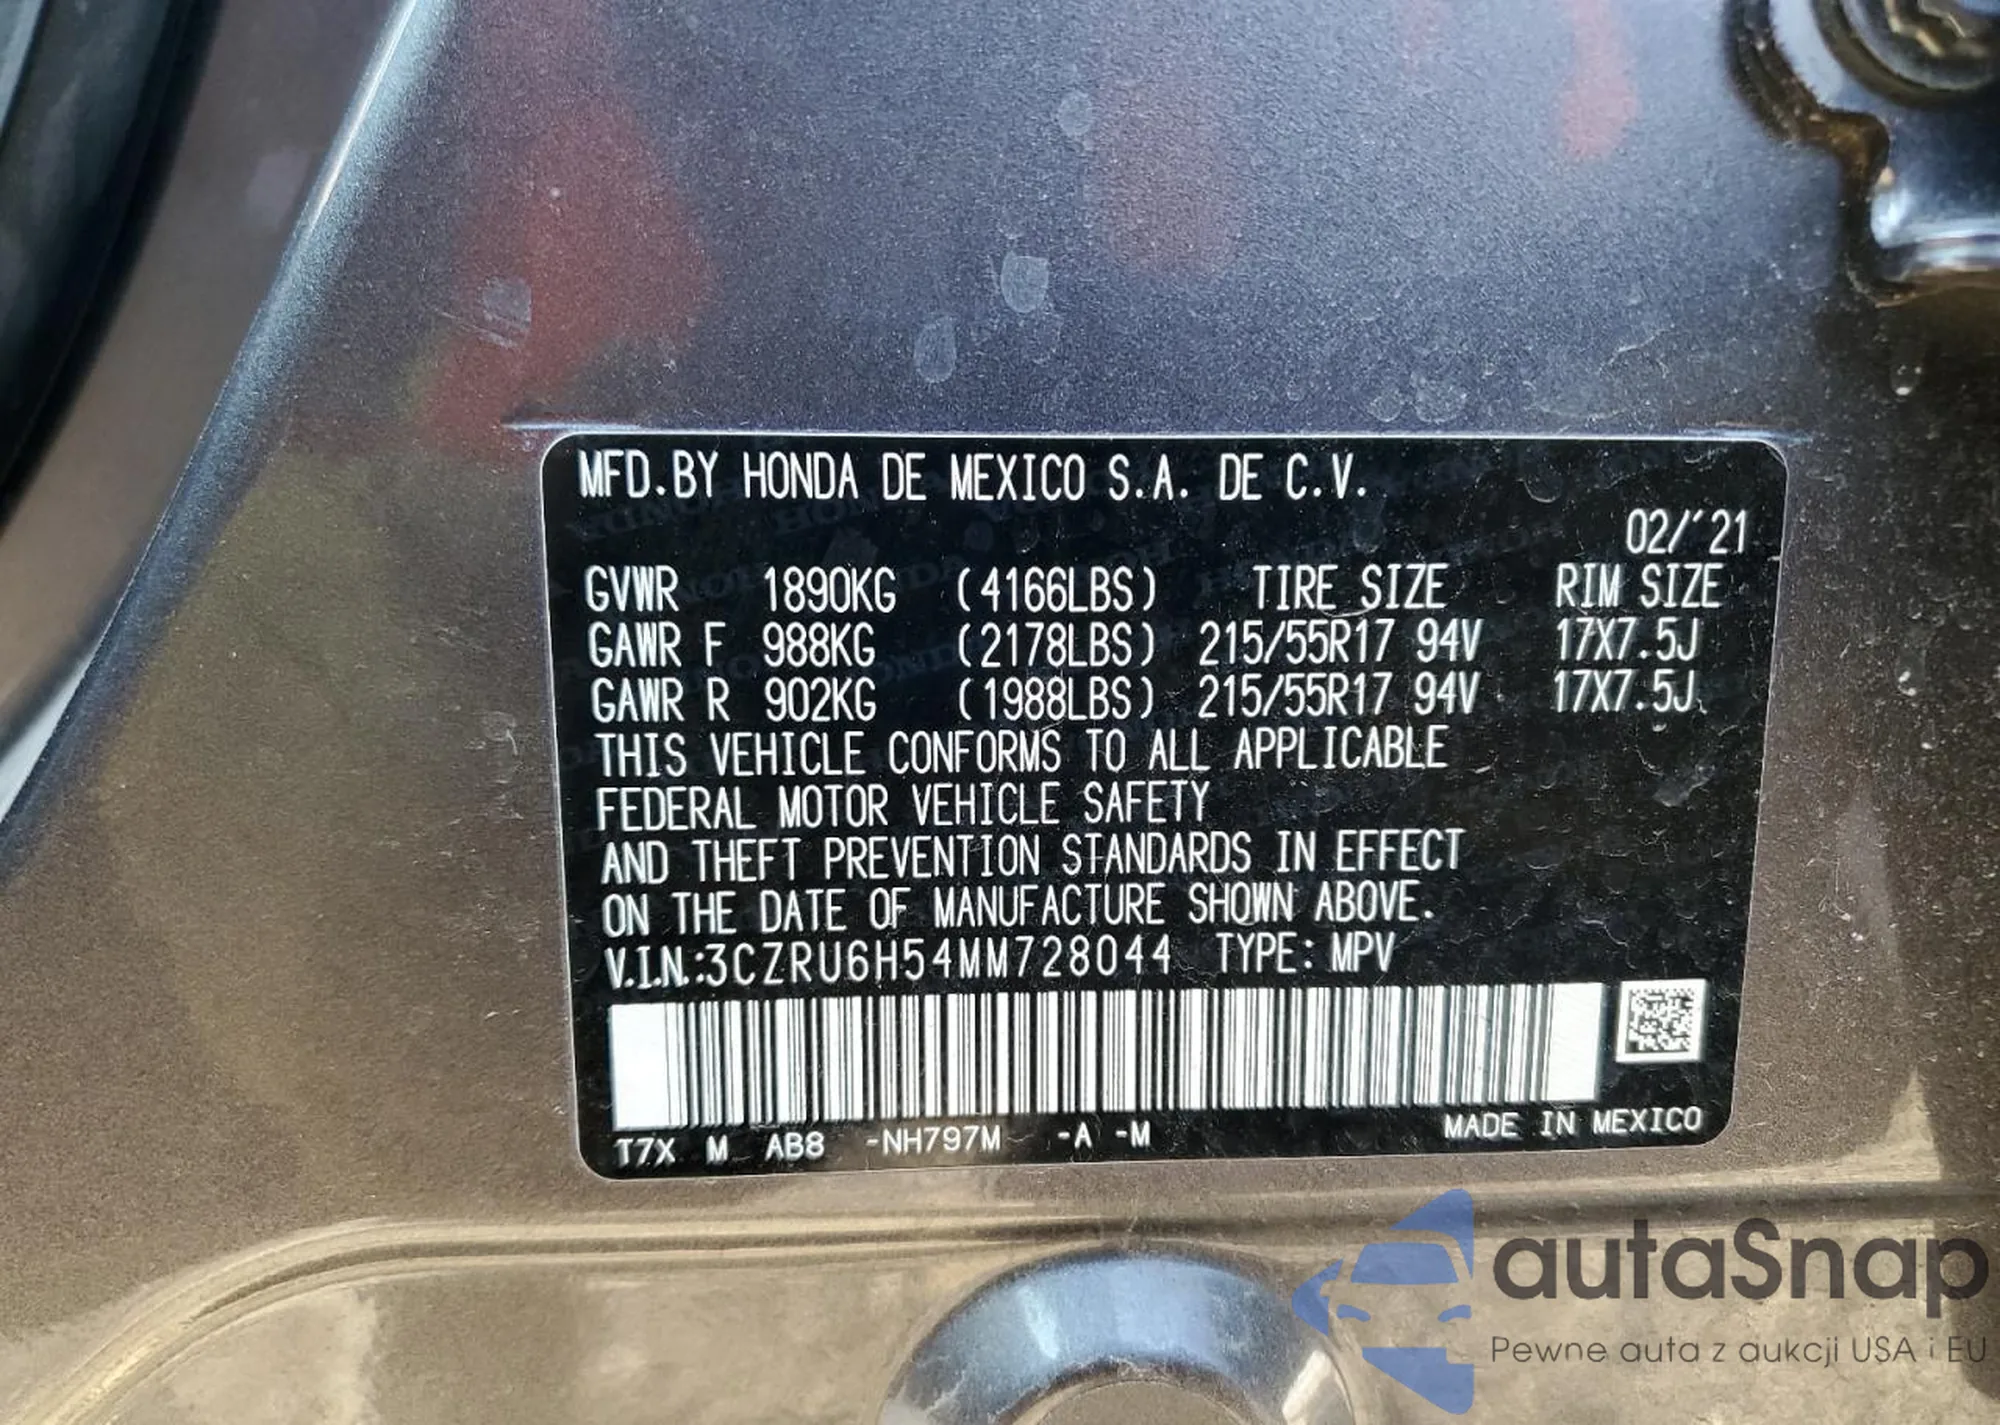 MFD.BY HONDA DE MEXICO S.A. DE C.V.
02/'21
GVWR 1890KG (4166LBS) TIRE SIZE RIM SIZE
GAWR F 988KG (2178LBS) 215/55R17 94V 17X7.5J
GAWR R 902KG (1988LBS) 215/55R17 94V 17X7.5J
THIS VEHICLE CONFORMS TO ALL APPLICABLE
FEDERAL MOTOR VEHICLE SAFETY
AND THEFT PREVENTION STANDARDS IN EFFECT
ON THE DATE OF MANUFACTURE SHOWN ABOVE.
V.I.N.:3CZRU6H54MM728044 TYPE: MPV
T7X M AB8 -NH797M -A -M MADE IN MEXICO
autaSnap
Pewne auta z aukcji USA i EU